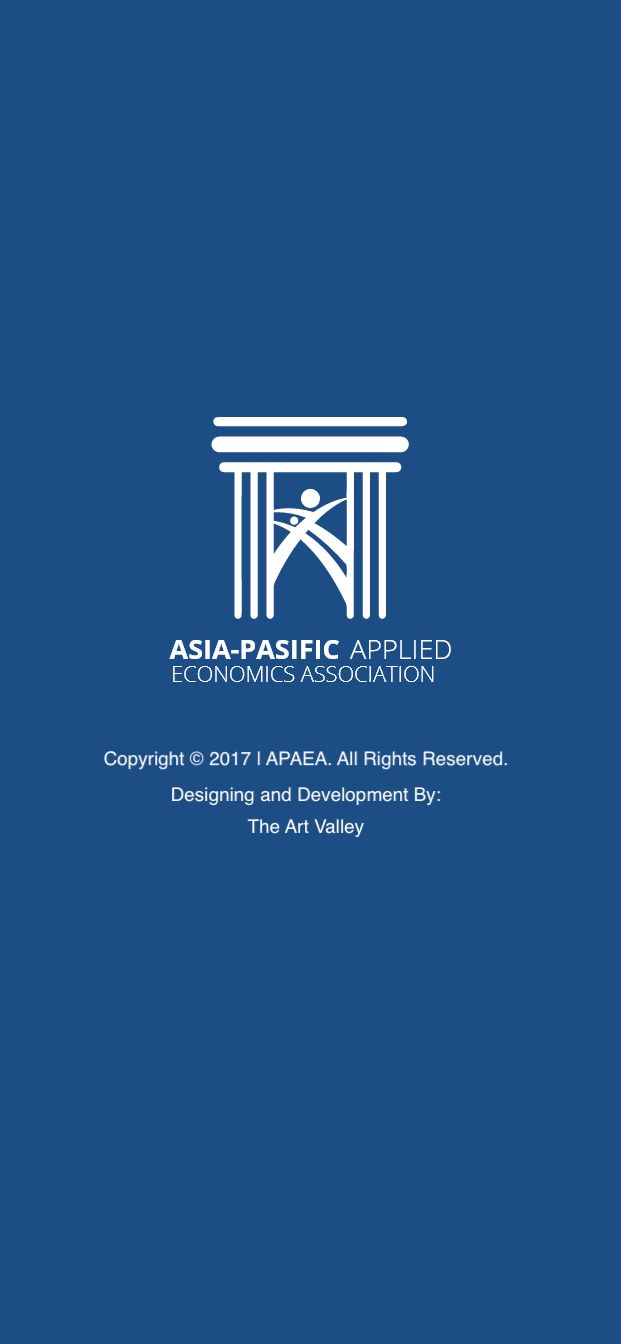 ASIA-PASIFIC APPLIED
ECONOMICS ASSOCIATION
Copyright © 2017 | APAEA. All Rights Reserved.
Designing and Development By:
The Art Valley